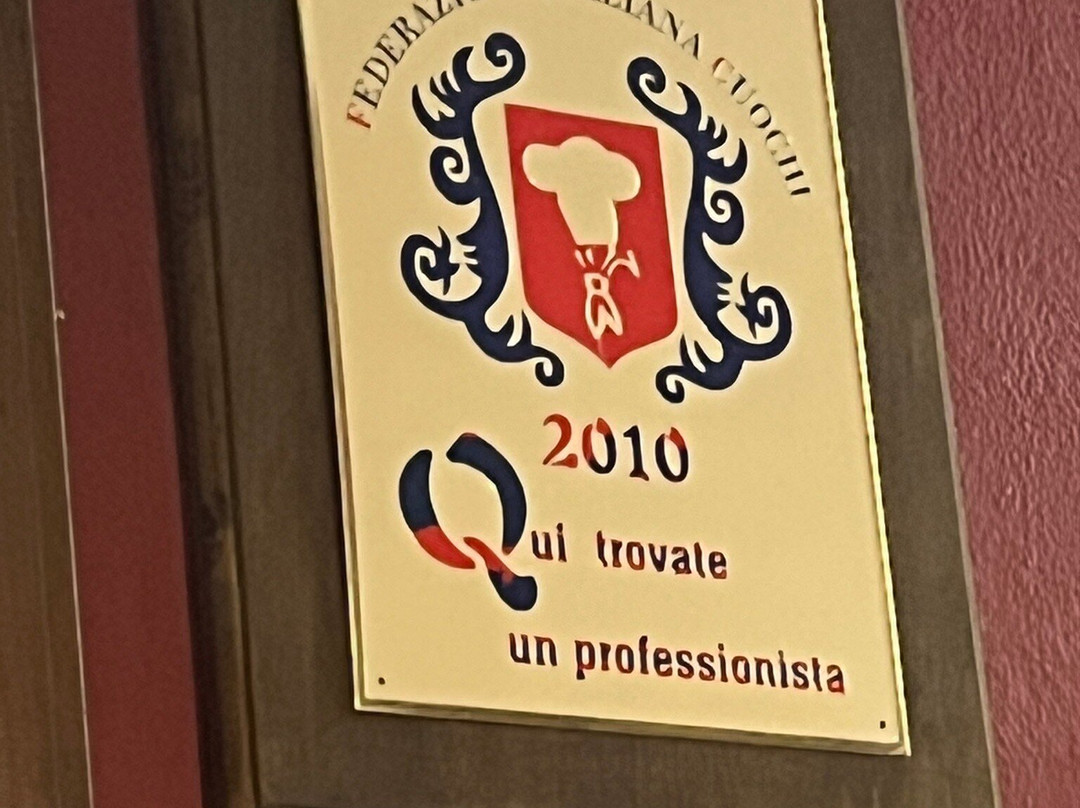 CUOCHI
2010
Qui trovate
un professionista